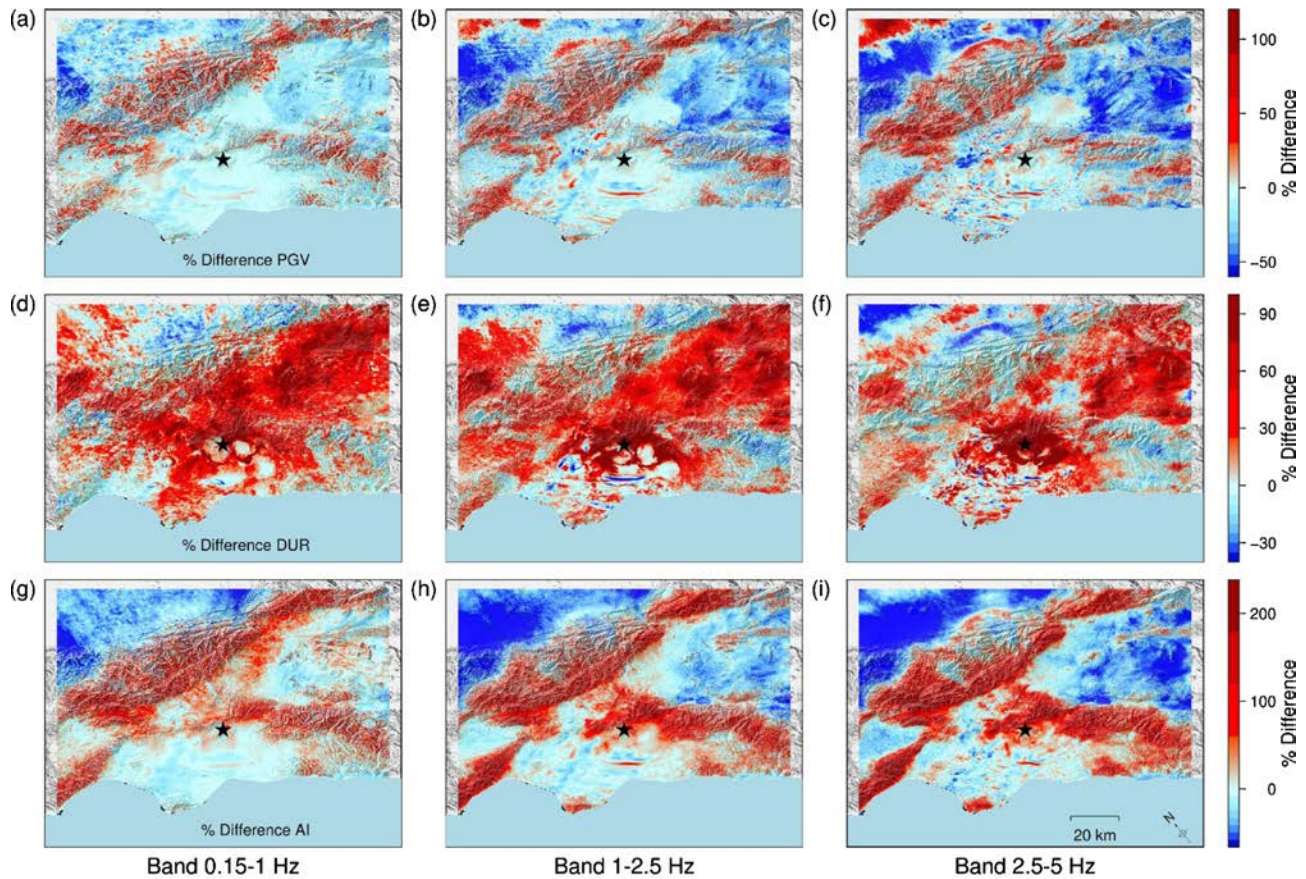 (a)
(b)
(c)
100
50
0
−50
% Difference
% Difference PGV
(d)
(e)
(f)
90
60
30
0
−30
% Difference
% Difference DUR
(g)
(h)
(i)
200
100
0
% Difference
% Difference AI
20 km
N
Band 0.15-1 Hz
Band 1-2.5 Hz
Band 2.5-5 Hz